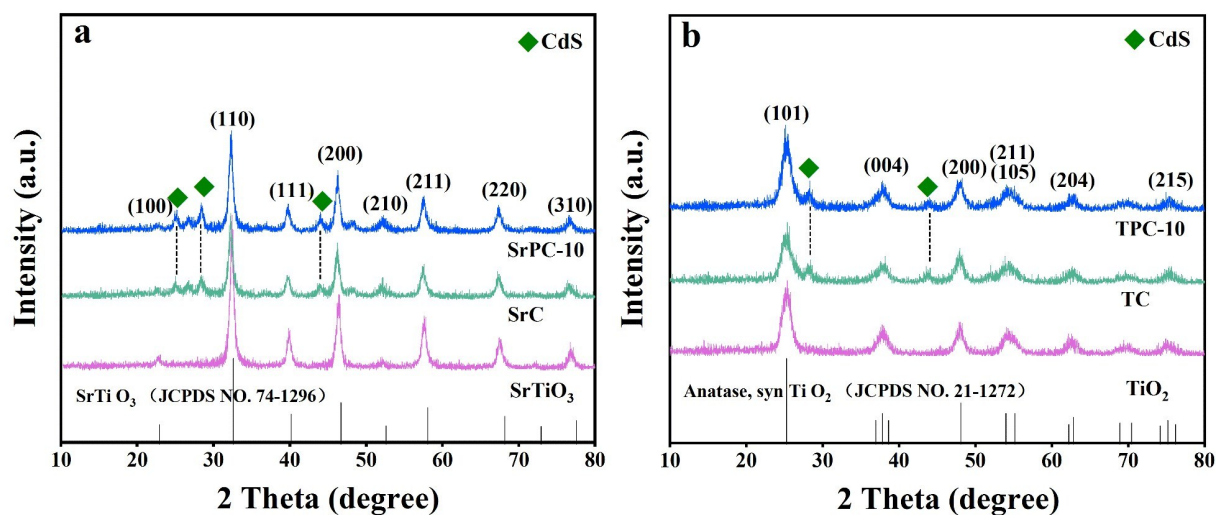 a
CdS
Intensity (a.u.)
(100)
(110)
(111)
(200)
(210)
(211)
(220)
(310)
SrPC-10
SrC
SrTiO₃
SrTi O₃ （JCPDS NO. 74-1296）
10 20 30 40 50 60 70 80
2 Theta (degree)
b
CdS
Intensity (a.u.)
(101)
(004)
(200)
(211)
(105)
(204)
(215)
TPC-10
TC
TiO₂
Anatase, syn Ti O₂ （JCPDS NO. 21-1272）
10 20 30 40 50 60 70 80
2 Theta (degree)